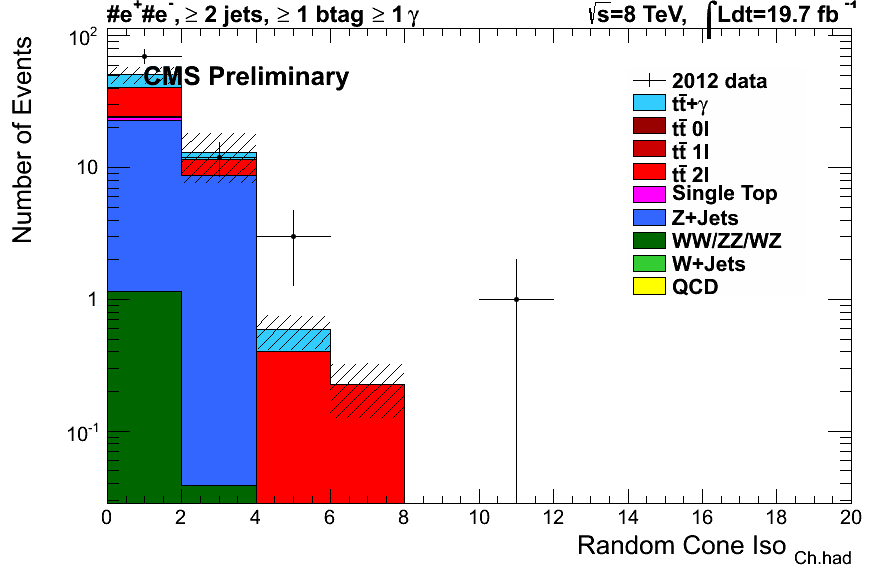 #e⁺#e⁻, ≥ 2 jets, ≥ 1 btag ≥ 1 γ
√s=8 TeV, ∫Ldt=19.7 fb⁻¹
CMS Preliminary
2012 data
tt̄+γ
tt̄ 0l
tt̄ 1l
tt̄ 2l
Single Top
Z+Jets
WW/ZZ/WZ
W+Jets
QCD
Number of Events
10²
10
1
10⁻¹
0 2 4 6 8 10 12 14 16 18 20
Random Cone Iso Ch.had